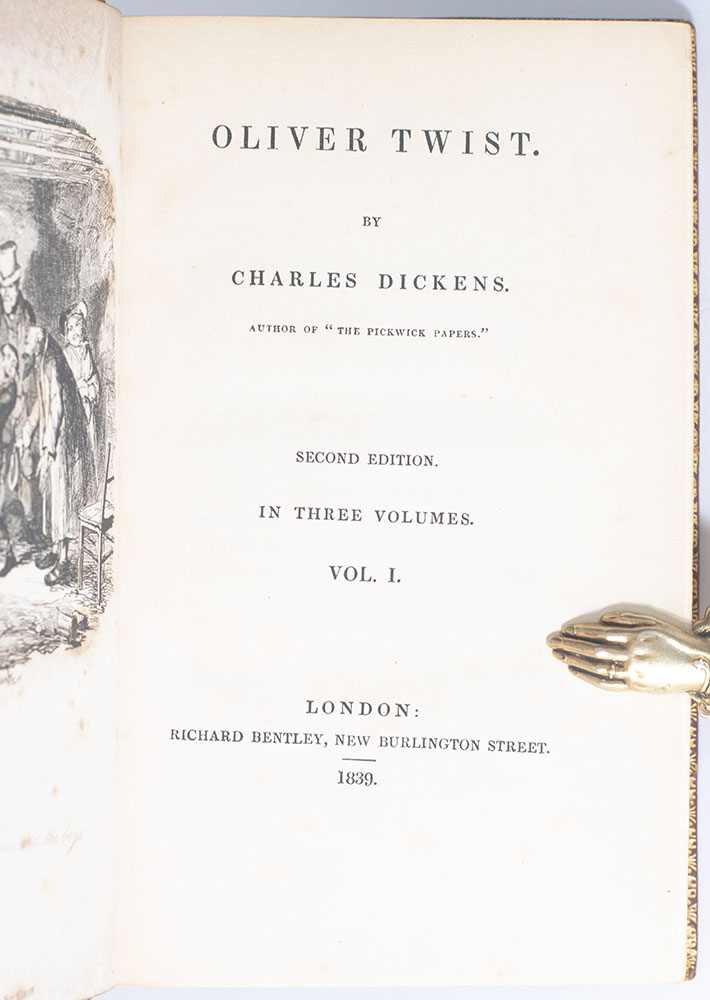 OLIVER TWIST.
BY
CHARLES DICKENS.
AUTHOR OF “THE PICKWICK PAPERS.”
SECOND EDITION.
IN THREE VOLUMES.
VOL. I.
LONDON:
RICHARD BENTLEY, NEW BURLINGTON STREET.
1839.